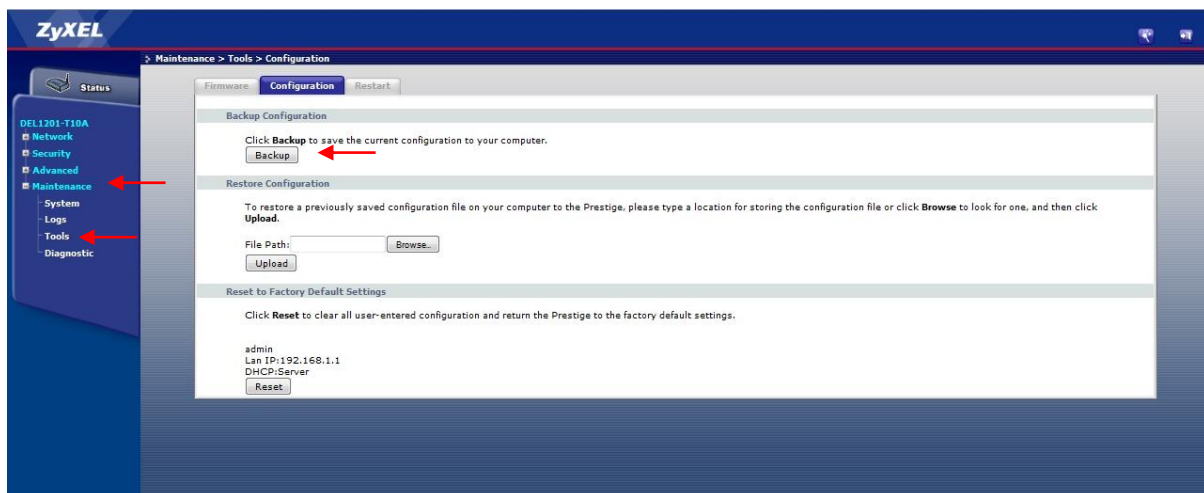 ZyXEL
Maintenance > Tools > Configuration
Status
Firmware Configuration Restart
DEL1201-T10A
Network
Security
Advanced
Maintenance
System
Logs
Tools
Diagnostic
Backup Configuration
Click Backup to save the current configuration to your computer.
Backup
Restore Configuration
To restore a previously saved configuration file on your computer to the Prestige, please type a location for storing the configuration file or click Browse to look for one, and then click
Upload.
File Path: Browse..
Upload
Reset to Factory Default Settings
Click Reset to clear all user-entered configuration and return the Prestige to the factory default settings.
admin
Lan IP:192.168.1.1
DHCP:Server
Reset